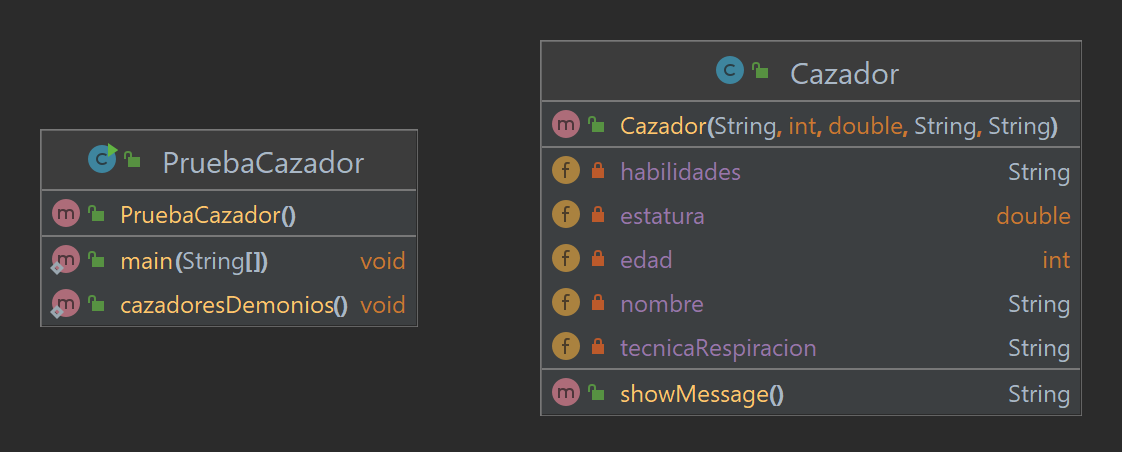 PruebaCazador
PruebaCazador()
main(String[]) void
cazadoresDemonios() void
Cazador
Cazador(String, int, double, String, String)
habilidades String
estatura double
edad int
nombre String
tecnicaRespiracion String
showMessage() String